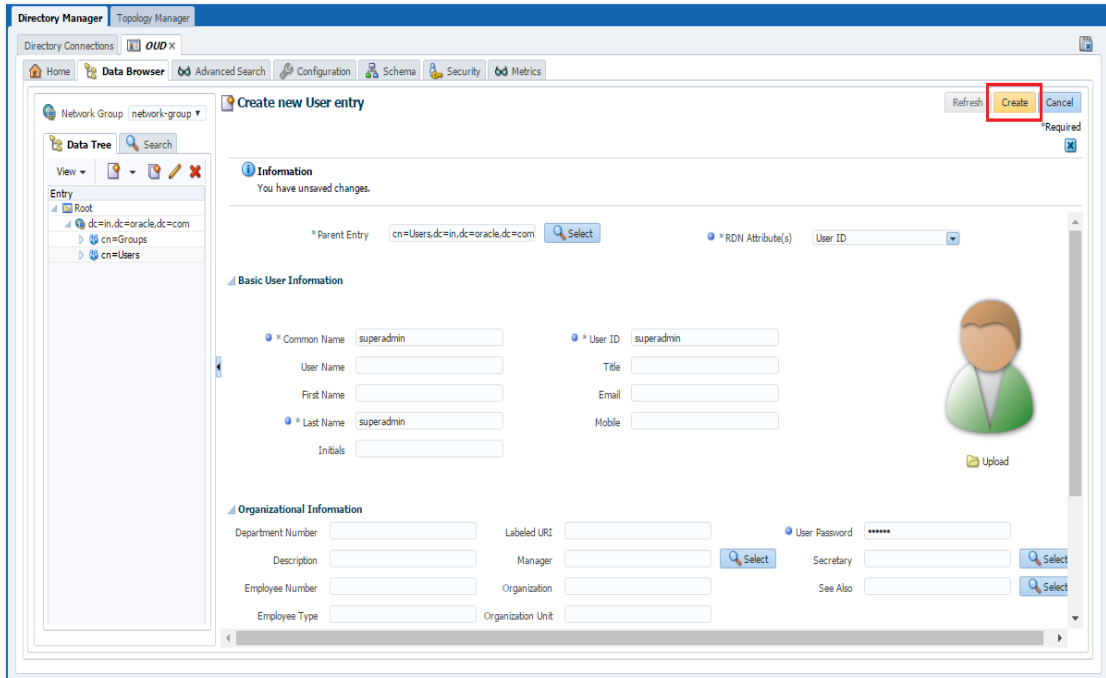 Directory Manager Topology Manager
Directory Connections OUD
Home Data Browser Advanced Search Configuration Schema Security Metrics
Network Group network-group
Create new User entry
Refresh Create Cancel
*Required
Data Tree Search
View
Entry
Root
dc=in,dc=oracle,dc=com
cn=Groups
cn=Users
Information
You have unsaved changes.
* Parent Entry cn=Users,dc=in,dc=oracle,dc=com Select * RDN Attribute(s) User ID
Basic User Information
* Common Name superadmin * User ID superadmin
User Name Title
First Name Email
* Last Name superadmin Mobile
Initials
Upload
Organizational Information
Department Number Labeled URI User Password ••••••
Description Manager Select Secretary Select
Employee Number Organization See Also Select
Employee Type Organization Unit